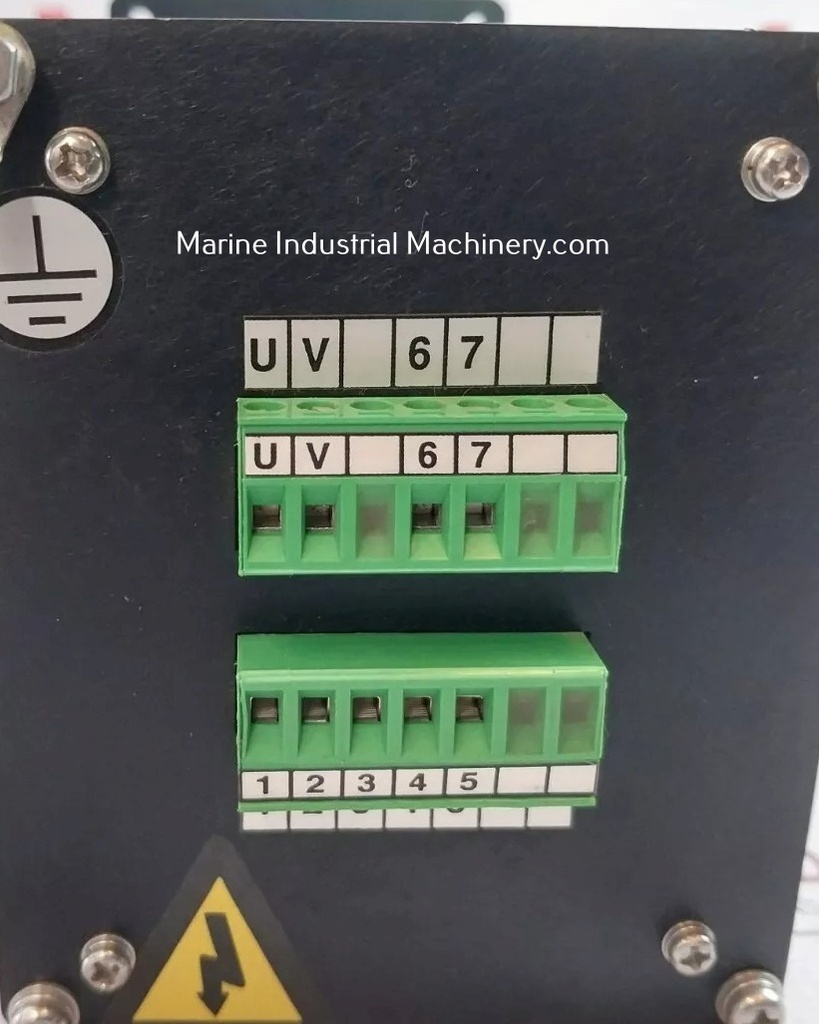 Marine Industrial Machinery.com
U V 6 7
U V 6 7
1 2 3 4 5